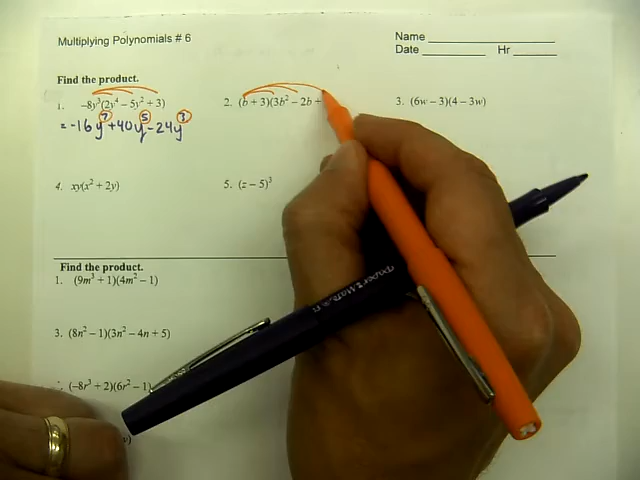 Multiplying Polynomials # 6
Name
Date Hr
Find the product.
1. -8y³(2y⁴ - 5y² + 3)
= -16y⁷ + 40y⁵ - 24y³
2. (b + 3)(3b² - 2b +
3. (6w - 3)(4 - 3w)
4. xy(x² + 2y)
5. (z - 5)³
Find the product.
1. (9m³ + 1)(4m² - 1)
3. (8n² - 1)(3n² - 4n + 5)
(-8r³ + 2)(6r² - 1)
PaperMate